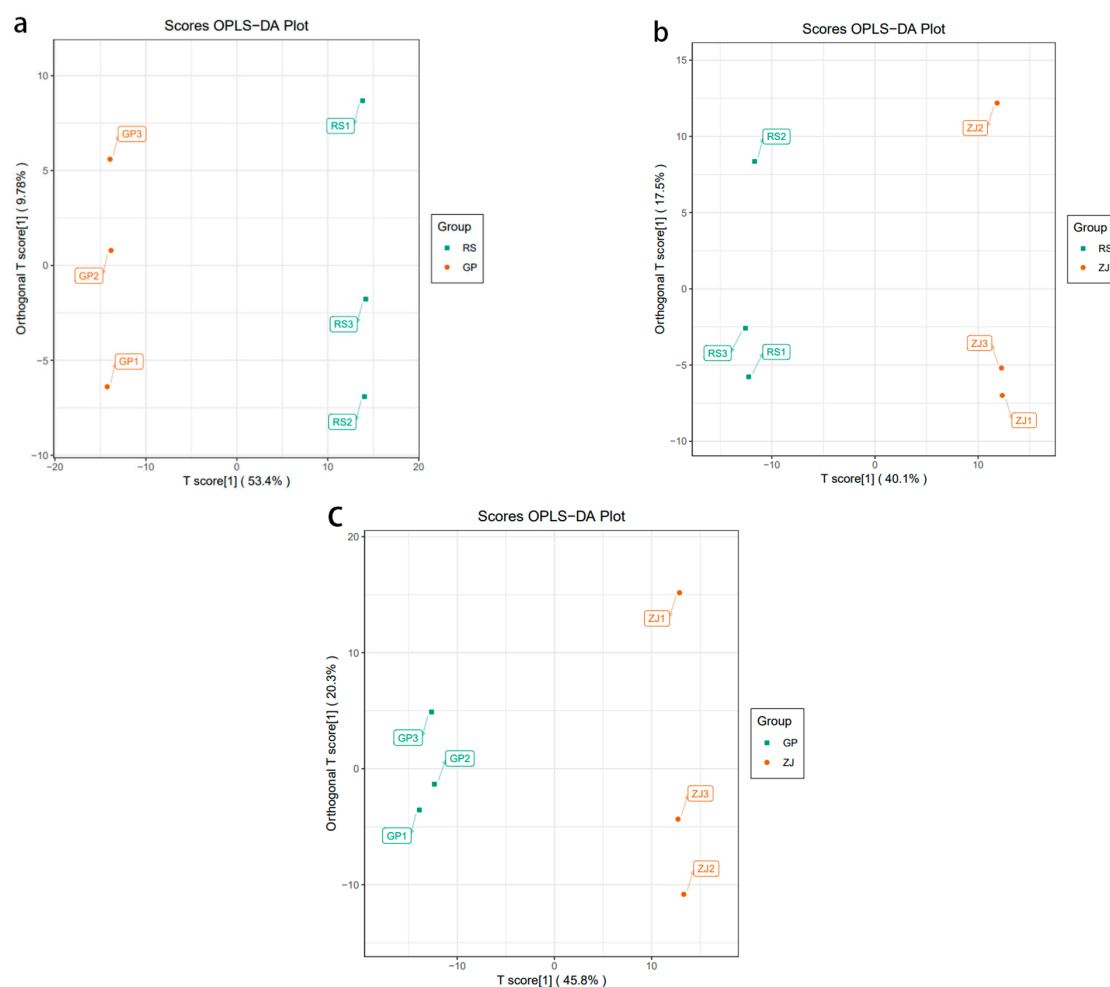 a
Scores OPLS−DA Plot
Orthogonal T score[1] ( 9.78% )
10
5
0
−5
−10
GP3
RS1
GP2
RS3
GP1
RS2
−20
−10
0
10
20
T score[1] ( 53.4% )
Group
RS
GP
b
Scores OPLS−DA Plot
Orthogonal T score[1] ( 17.5% )
15
10
5
0
−5
−10
ZJ2
RS2
ZJ3
RS3
RS1
ZJ1
−10
0
10
T score[1] ( 40.1% )
Group
RS
ZJ
c
Scores OPLS−DA Plot
Orthogonal T score[1] ( 20.3% )
20
10
0
−10
ZJ1
GP3
GP2
ZJ3
GP1
ZJ2
−10
0
10
T score[1] ( 45.8% )
Group
GP
ZJ